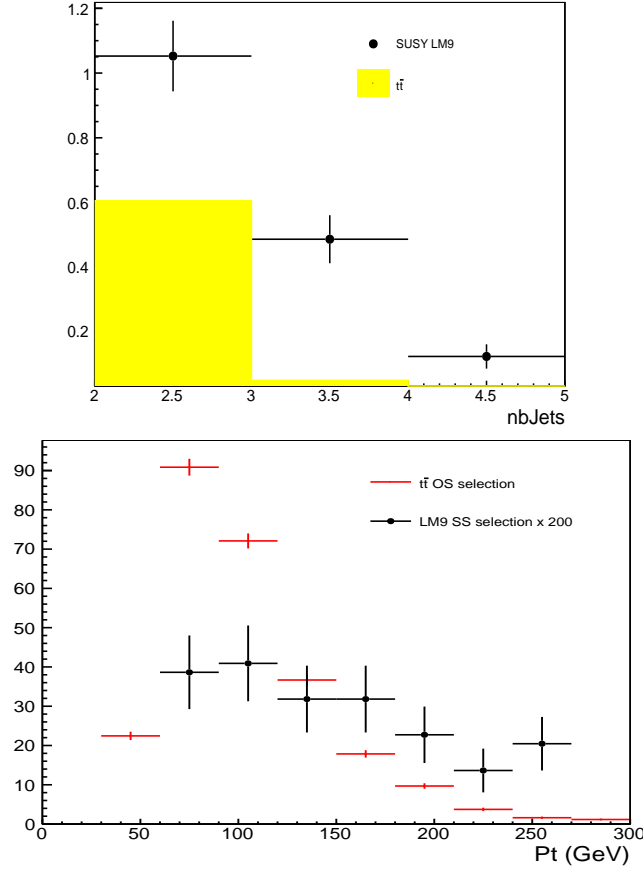 1.2
1
0.8
0.6
0.4
0.2
SUSY LM9
tt̄
2 2.5 3 3.5 4 4.5 5
nbJets
90
80
70
60
50
40
30
20
10
0
tt̄ OS selection
LM9 SS selection x 200
0 50 100 150 200 250 300
Pt (GeV)